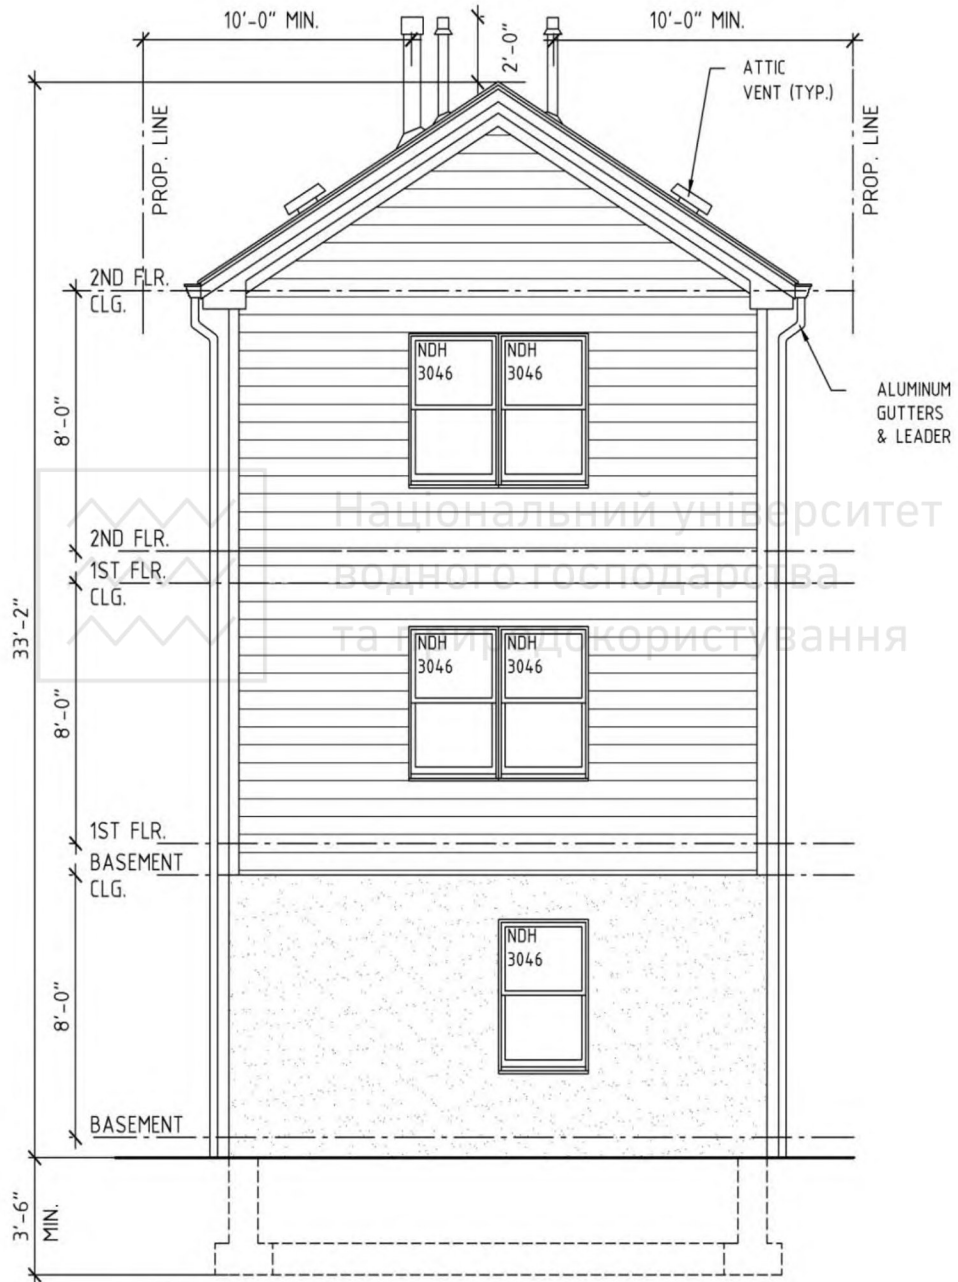 10'-0" MIN.
10'-0" MIN.
2'-0"
ATTIC
VENT (TYP.)
PROP. LINE
PROP. LINE
2ND FLR.
CLG.
NDH
3046
NDH
3046
ALUMINUM
GUTTERS
& LEADER
8'-0"
Національний університет
водного господарства
та природокористування
2ND FLR.
1ST FLR.
CLG.
33'-2"
NDH
3046
NDH
3046
8'-0"
1ST FLR.
BASEMENT
CLG.
NDH
3046
8'-0"
BASEMENT
3'-6"
MIN.